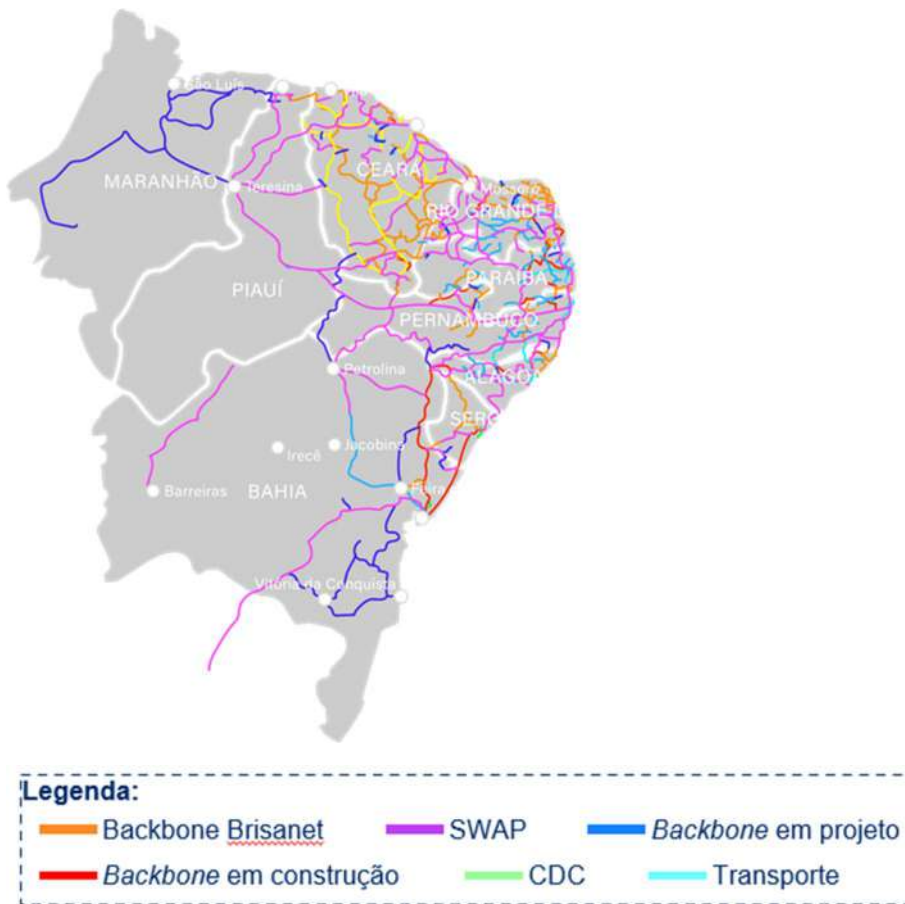 São Luís
CEARÁ
MARANHÃO
Teresina
Mossoró
RIO GRANDE
PARAÍBA
PIAUÍ
PERNAMBUCO
Petrolina
ALAGOA
SERG
Jacobina
Irecê
Feira
Barreiras
BAHIA
Vitória da Conquista
Legenda:
Backbone Brisanet SWAP Backbone em projeto
Backbone em construção CDC Transporte